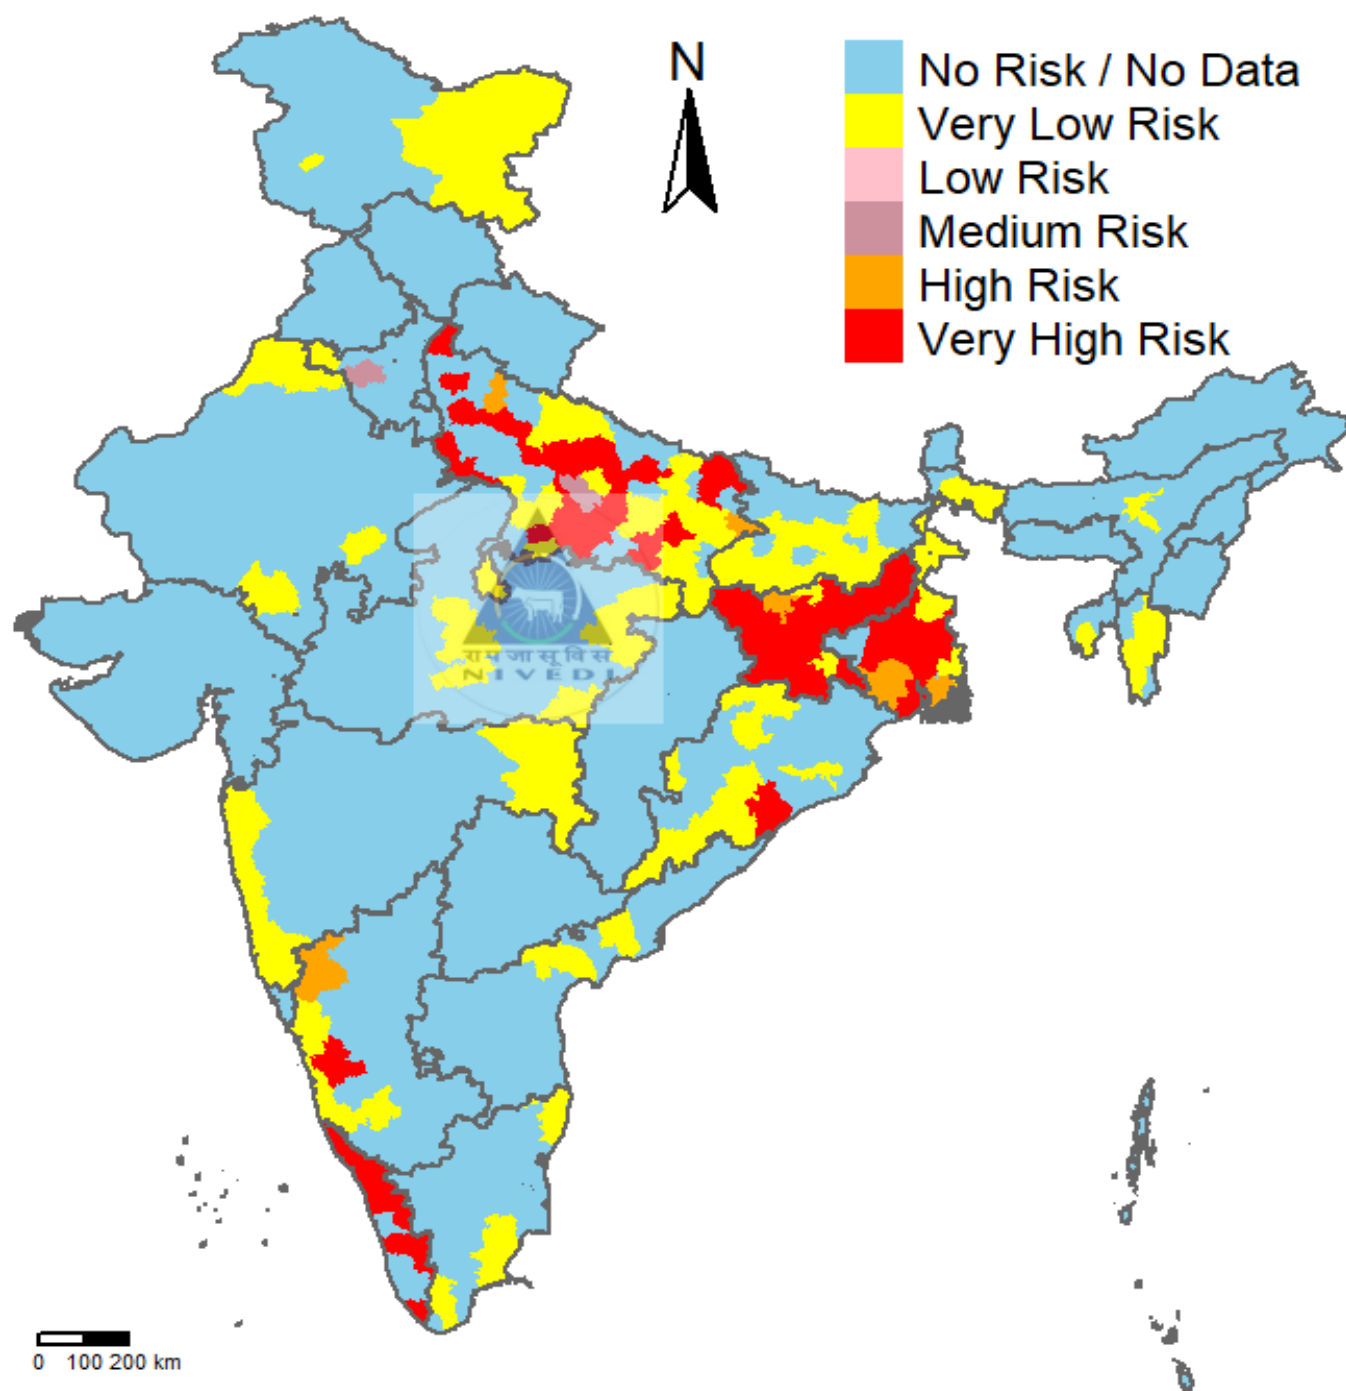 N
No Risk / No Data
Very Low Risk
Low Risk
Medium Risk
High Risk
Very High Risk
रा प जा सू वि सं
N I V E D I
0 100 200 km